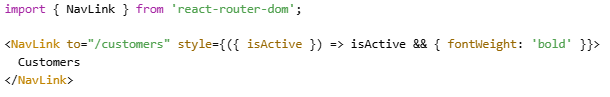 import { NavLink } from 'react-router-dom';
<NavLink to="/customers" style={({ isActive }) => isActive && { fontWeight: 'bold' }}>
Customers
</NavLink>